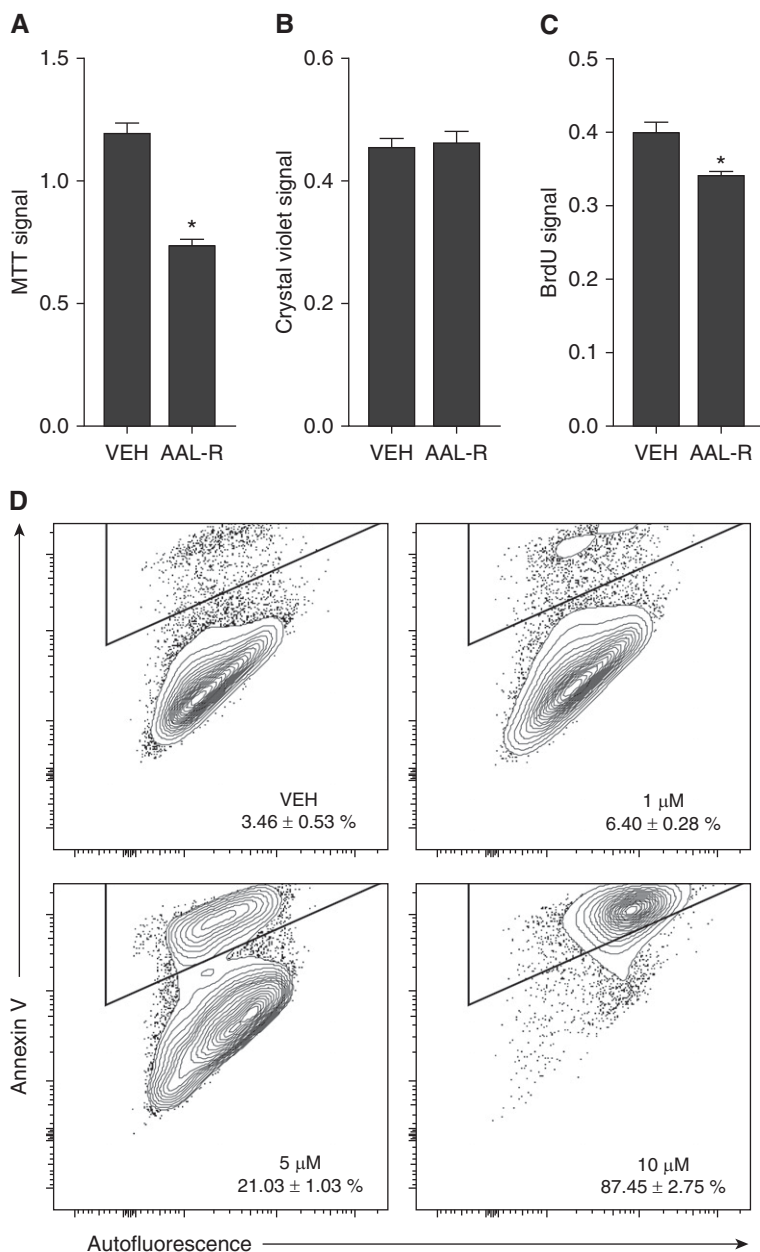 A
B
C
1.5
1.0
0.5
0.0
MTT signal
*
VEH AAL-R
0.6
0.4
0.2
0.0
Crystal violet signal
VEH AAL-R
0.5
0.4
0.3
0.2
0.1
0.0
BrdU signal
*
VEH AAL-R
D
VEH
3.46 ± 0.53 %
1 μM
6.40 ± 0.28 %
5 μM
21.03 ± 1.03 %
10 μM
87.45 ± 2.75 %
Annexin V
Autofluorescence